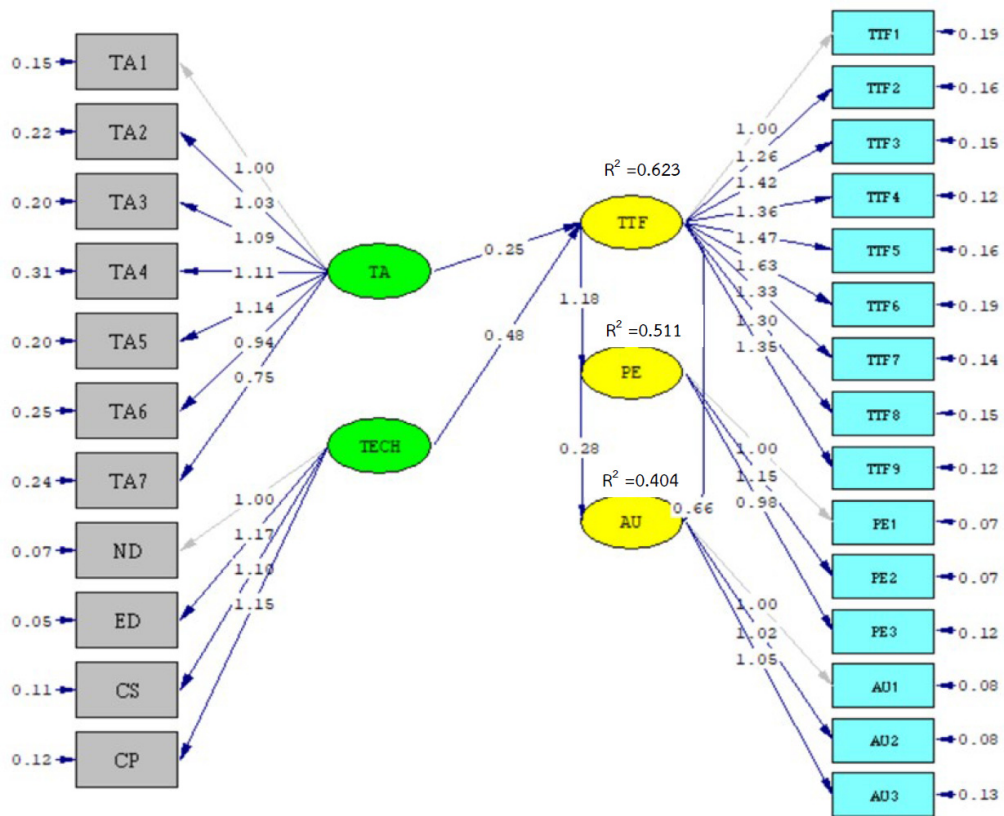 0.15
TA1
0.22
TA2
0.20
TA3
0.31
TA4
0.20
TA5
0.25
TA6
0.24
TA7
0.07
ND
0.05
ED
0.11
CS
0.12
CP
1.00
1.03
1.09
1.11
1.14
0.94
0.75
1.00
1.17
1.10
1.15
TA
TECH
0.25
0.48
R² =0.623
TTF
1.18
R² =0.511
PE
0.28
R² =0.404
AU
0.66
1.00
1.26
1.42
1.36
1.47
1.63
1.33
1.30
1.35
1.00
1.15
0.98
1.00
1.02
1.05
TTF1
0.19
TTF2
0.16
TTF3
0.15
TTF4
0.12
TTF5
0.16
TTF6
0.19
TTF7
0.14
TTF8
0.15
TTF9
0.12
PE1
0.07
PE2
0.07
PE3
0.12
AU1
0.08
AU2
0.08
AU3
0.13